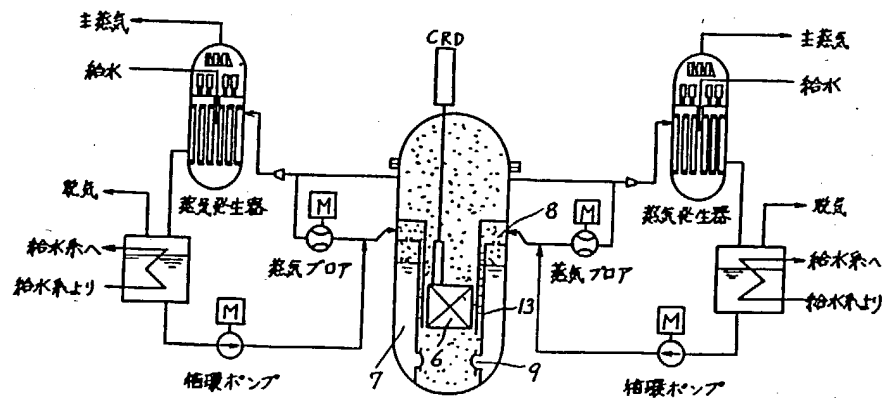 主蒸気
給水
蒸気発生器
脱気
給水系へ
給水系より
M
循環ポンプ
M
蒸気ブロア
CRD
8
13
6
7
9
M
蒸気ブロア
主蒸気
給水
蒸気発生器
脱気
給水系へ
給水系より
M
循環ポンプ